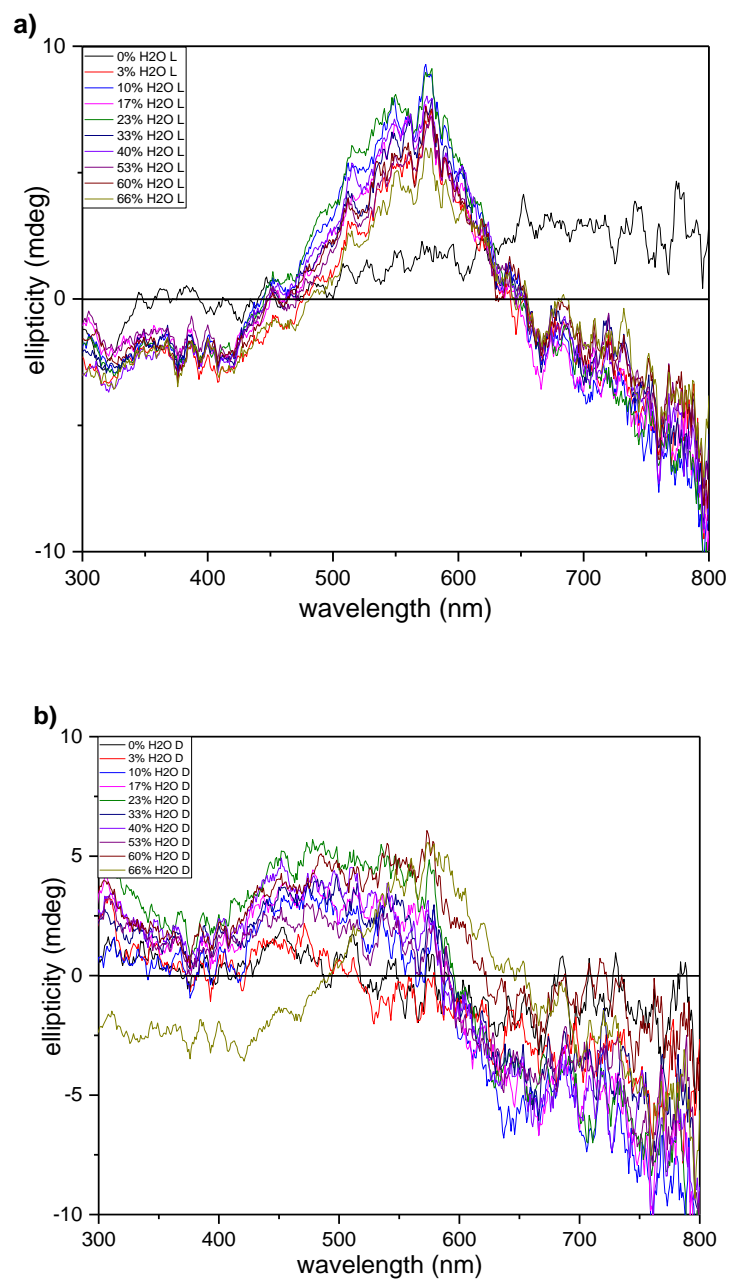 a)
10
0% H2O L
3% H2O L
10% H2O L
17% H2O L
23% H2O L
33% H2O L
40% H2O L
53% H2O L
60% H2O L
66% H2O L
ellipticity (mdeg)
0
-10
300 400 500 600 700 800
wavelength (nm)
b)
10
0% H2O D
3% H2O D
10% H2O D
17% H2O D
23% H2O D
33% H2O D
40% H2O D
53% H2O D
60% H2O D
66% H2O D
5
ellipticity (mdeg)
0
-5
-10
300 400 500 600 700 800
wavelength (nm)